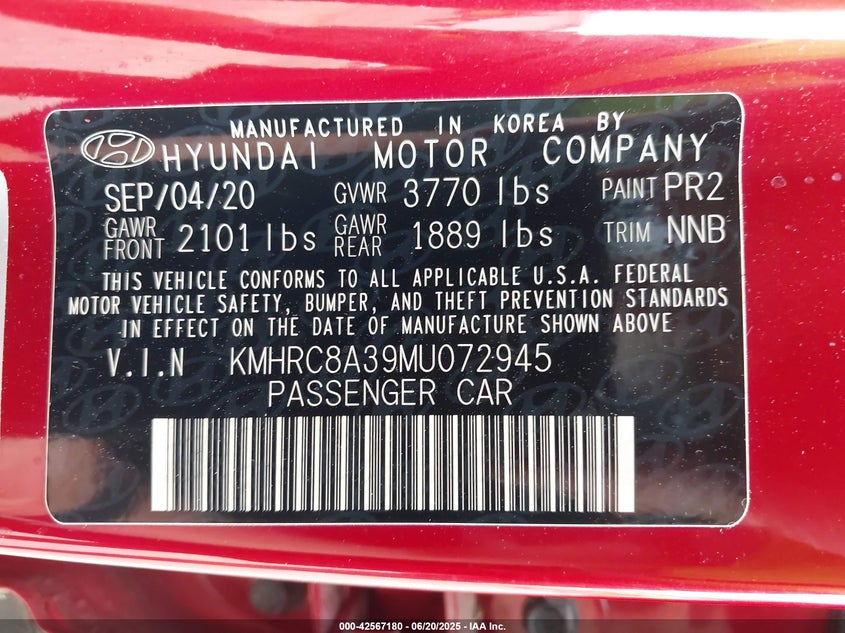 MANUFACTURED IN KOREA BY
HYUNDAI MOTOR COMPANY
SEP/04/20 GVWR 3770 lbs PAINT PR2
GAWR FRONT 2101 lbs GAWR REAR 1889 lbs TRIM NNB
THIS VEHICLE CONFORMS TO ALL APPLICABLE U.S.A. FEDERAL
MOTOR VEHICLE SAFETY, BUMPER, AND THEFT PREVENTION STANDARDS
IN EFFECT ON THE DATE OF MANUFACTURE SHOWN ABOVE
V.I.N KMHRC8A39MU072945
PASSENGER CAR
000-42567180 | 06/20/2025 | IAA Inc.